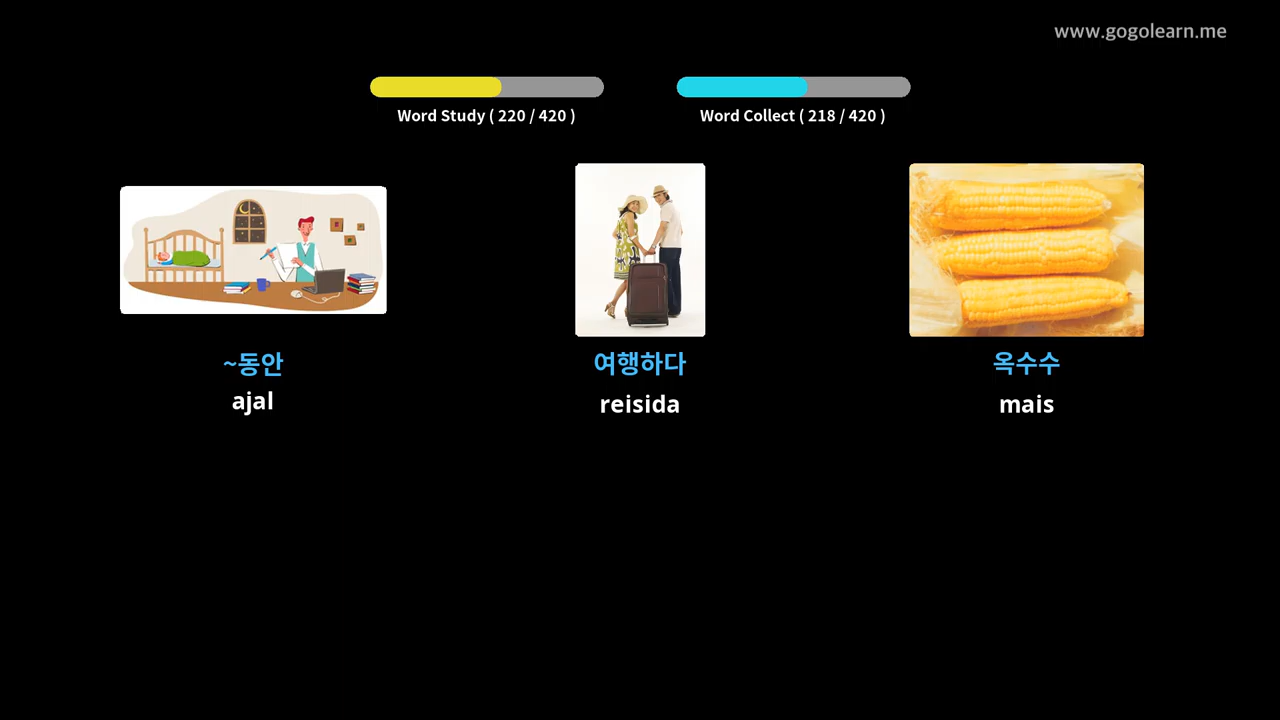 www.gogolearn.me
Word Study ( 220 / 420 )
Word Collect ( 218 / 420 )
~동안
ajal
여행하다
reisida
옥수수
mais